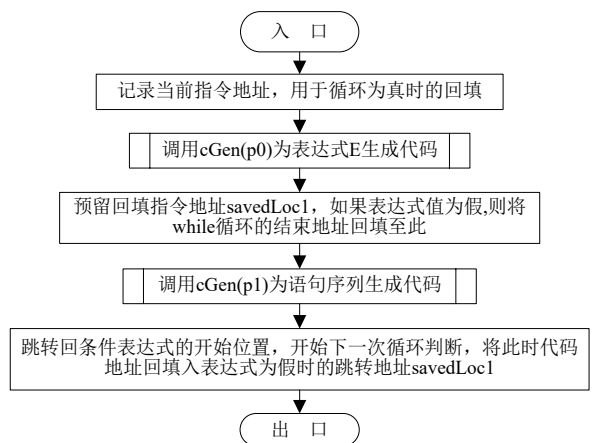 入 口
记录当前指令地址，用于循环为真时的回填
调用cGen(p0)为表达式E生成代码
预留回填指令地址savedLoc1，如果表达式值为假,则将
while循环的结束地址回填至此
调用cGen(p1)为语句序列生成代码
跳转回条件表达式的开始位置，开始下一次循环判断，将此时代码
地址回填入表达式为假时的跳转地址savedLoc1
出 口